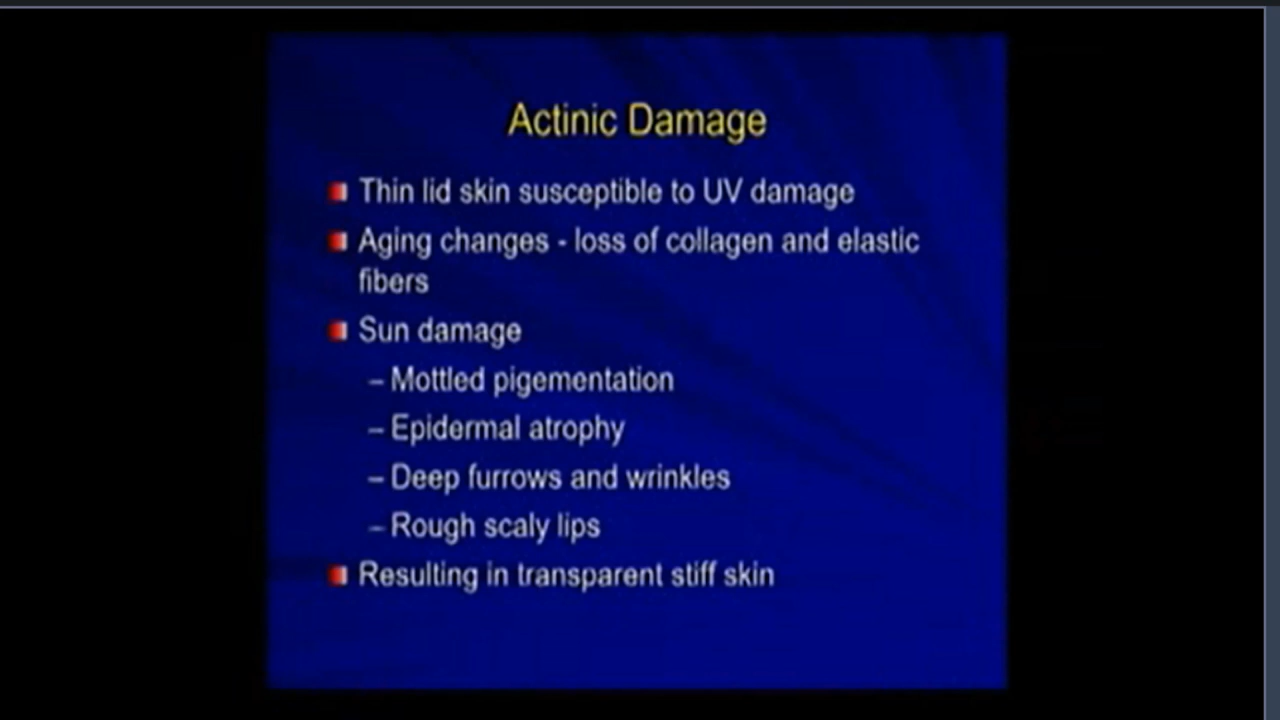 Actinic Damage
Thin lid skin susceptible to UV damage
Aging changes - loss of collagen and elastic
fibers
Sun damage
– Mottled pigementation
– Epidermal atrophy
– Deep furrows and wrinkles
– Rough scaly lips
Resulting in transparent stiff skin